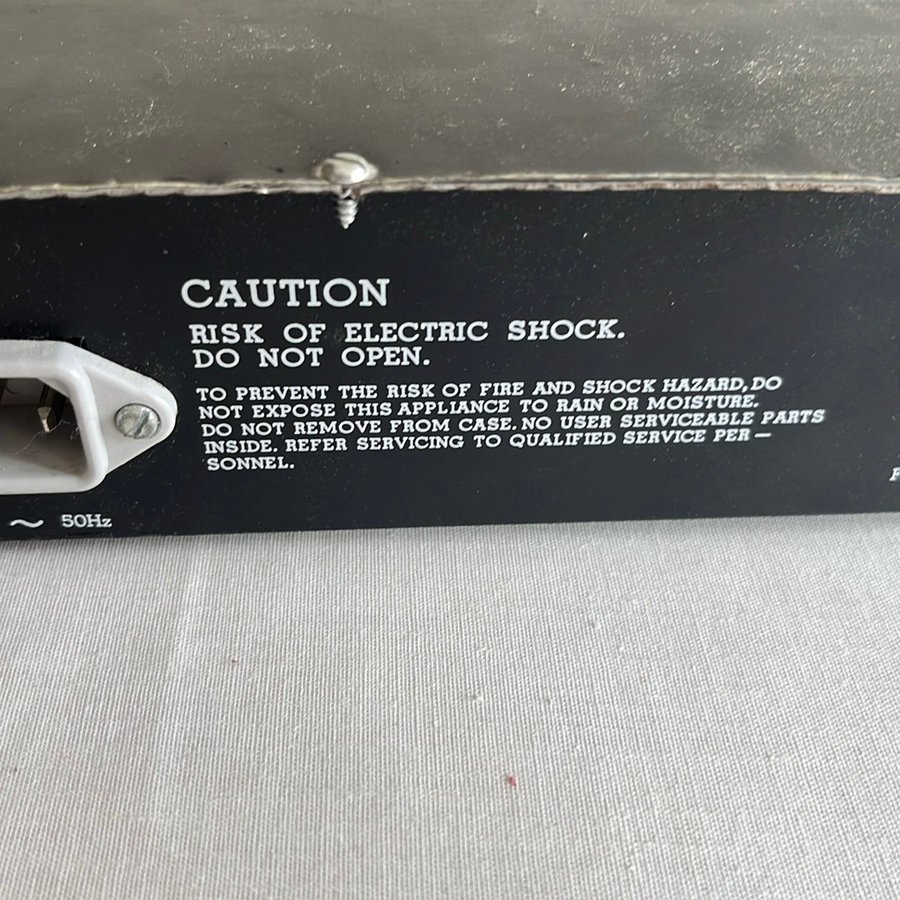 CAUTION
RISK OF ELECTRIC SHOCK.
DO NOT OPEN.
TO PREVENT THE RISK OF FIRE AND SHOCK HAZARD, DO
NOT EXPOSE THIS APPLIANCE TO RAIN OR MOISTURE.
DO NOT REMOVE FROM CASE. NO USER SERVICEABLE PARTS
INSIDE. REFER SERVICING TO QUALIFIED SERVICE PER—
SONNEL.
~ 50Hz